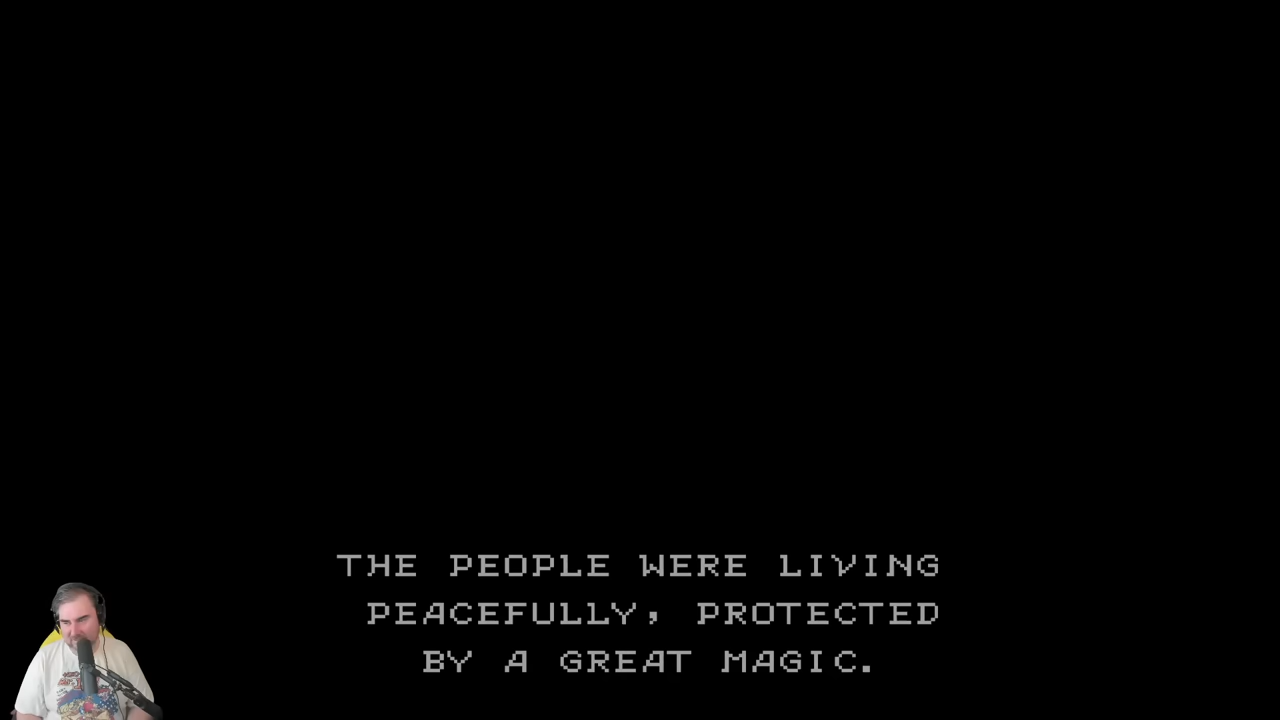 THE PEOPLE WERE LIVING
PEACEFULLY, PROTECTED
BY A GREAT MAGIC.